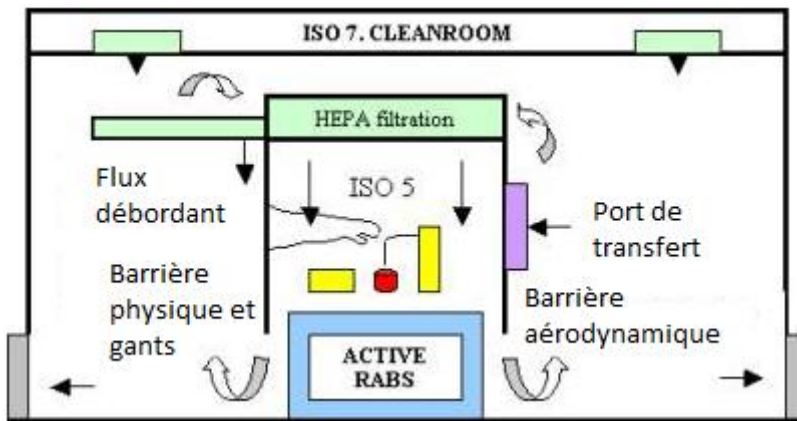 ISO 7. CLEANROOM
HEPA filtration
Flux
débordant
ISO 5
Port de
transfert
Barrière
physique et
gants
Barrière
aérodynamique
ACTIVE
RABS